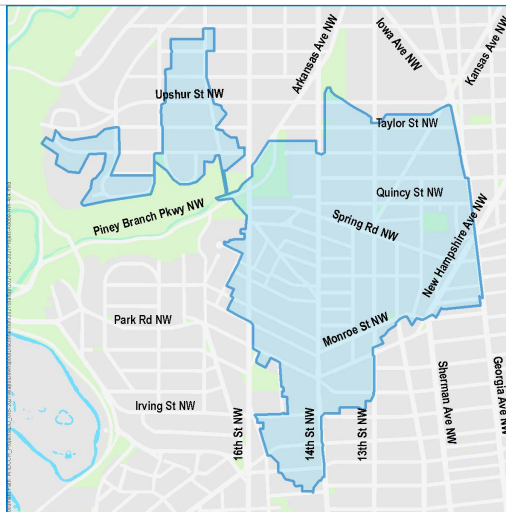 Iowa Ave NW
Kansas Ave NW
Arkansas Ave NW
Upshur St NW
Taylor St NW
Quincy St NW
Piney Branch Pkwy NW
Spring Rd NW
New Hampshire Ave NW
Park Rd NW
Monroe St NW
Irving St NW
16th St NW
14th St NW
13th St NW
Sherman Ave NW
Georgia Ave NW